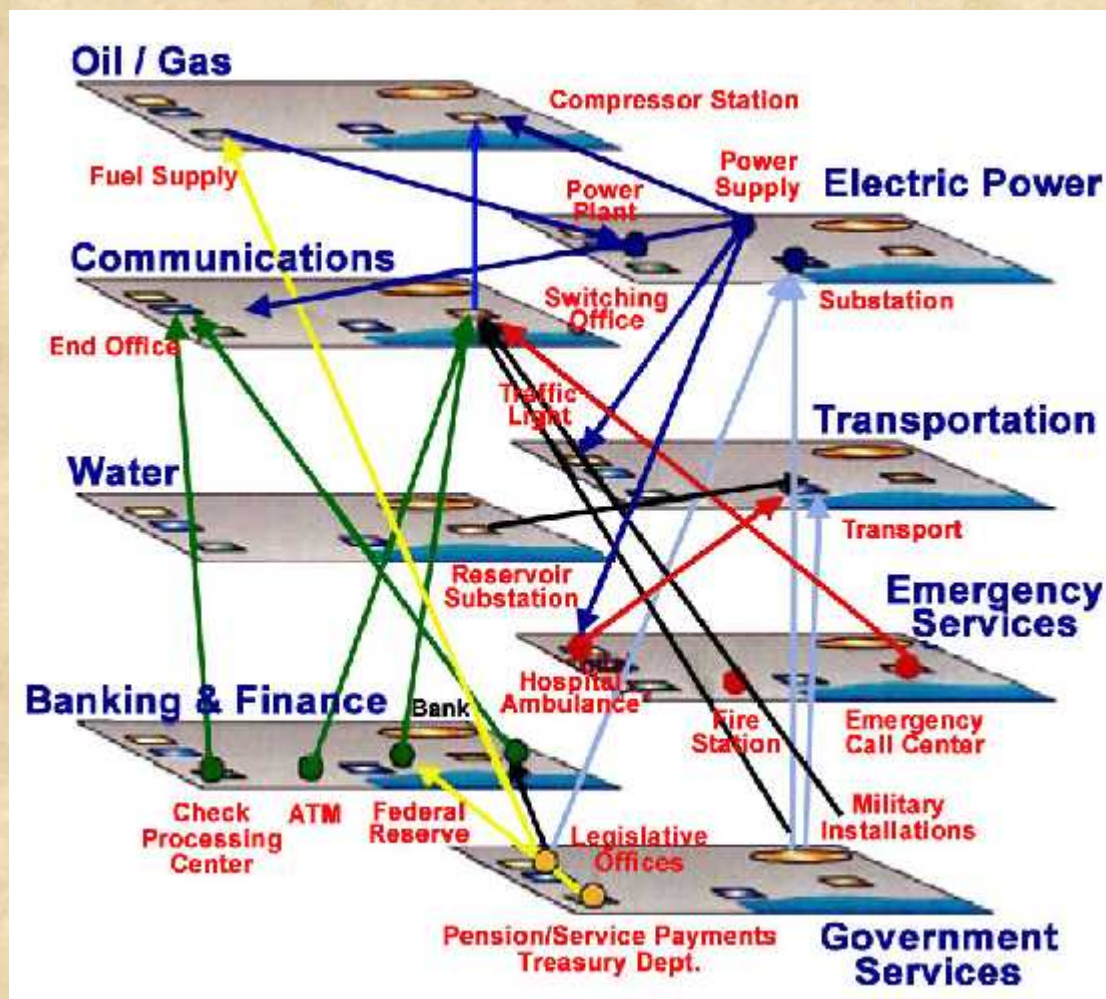 Oil / Gas
Compressor Station
Fuel Supply
Power
Plant
Power
Supply
Electric Power
Communications
Switching
Office
Substation
End Office
Traffic
Light
Transportation
Water
Transport
Reservoir
Substation
Emergency
Services
Hospital
Ambulance
Banking & Finance
Bank
Fire
Station
Emergency
Call Center
Check
Processing
Center
ATM
Federal
Reserve
Legislative
Offices
Military
Installations
Pension/Service Payments
Treasury Dept.
Government
Services